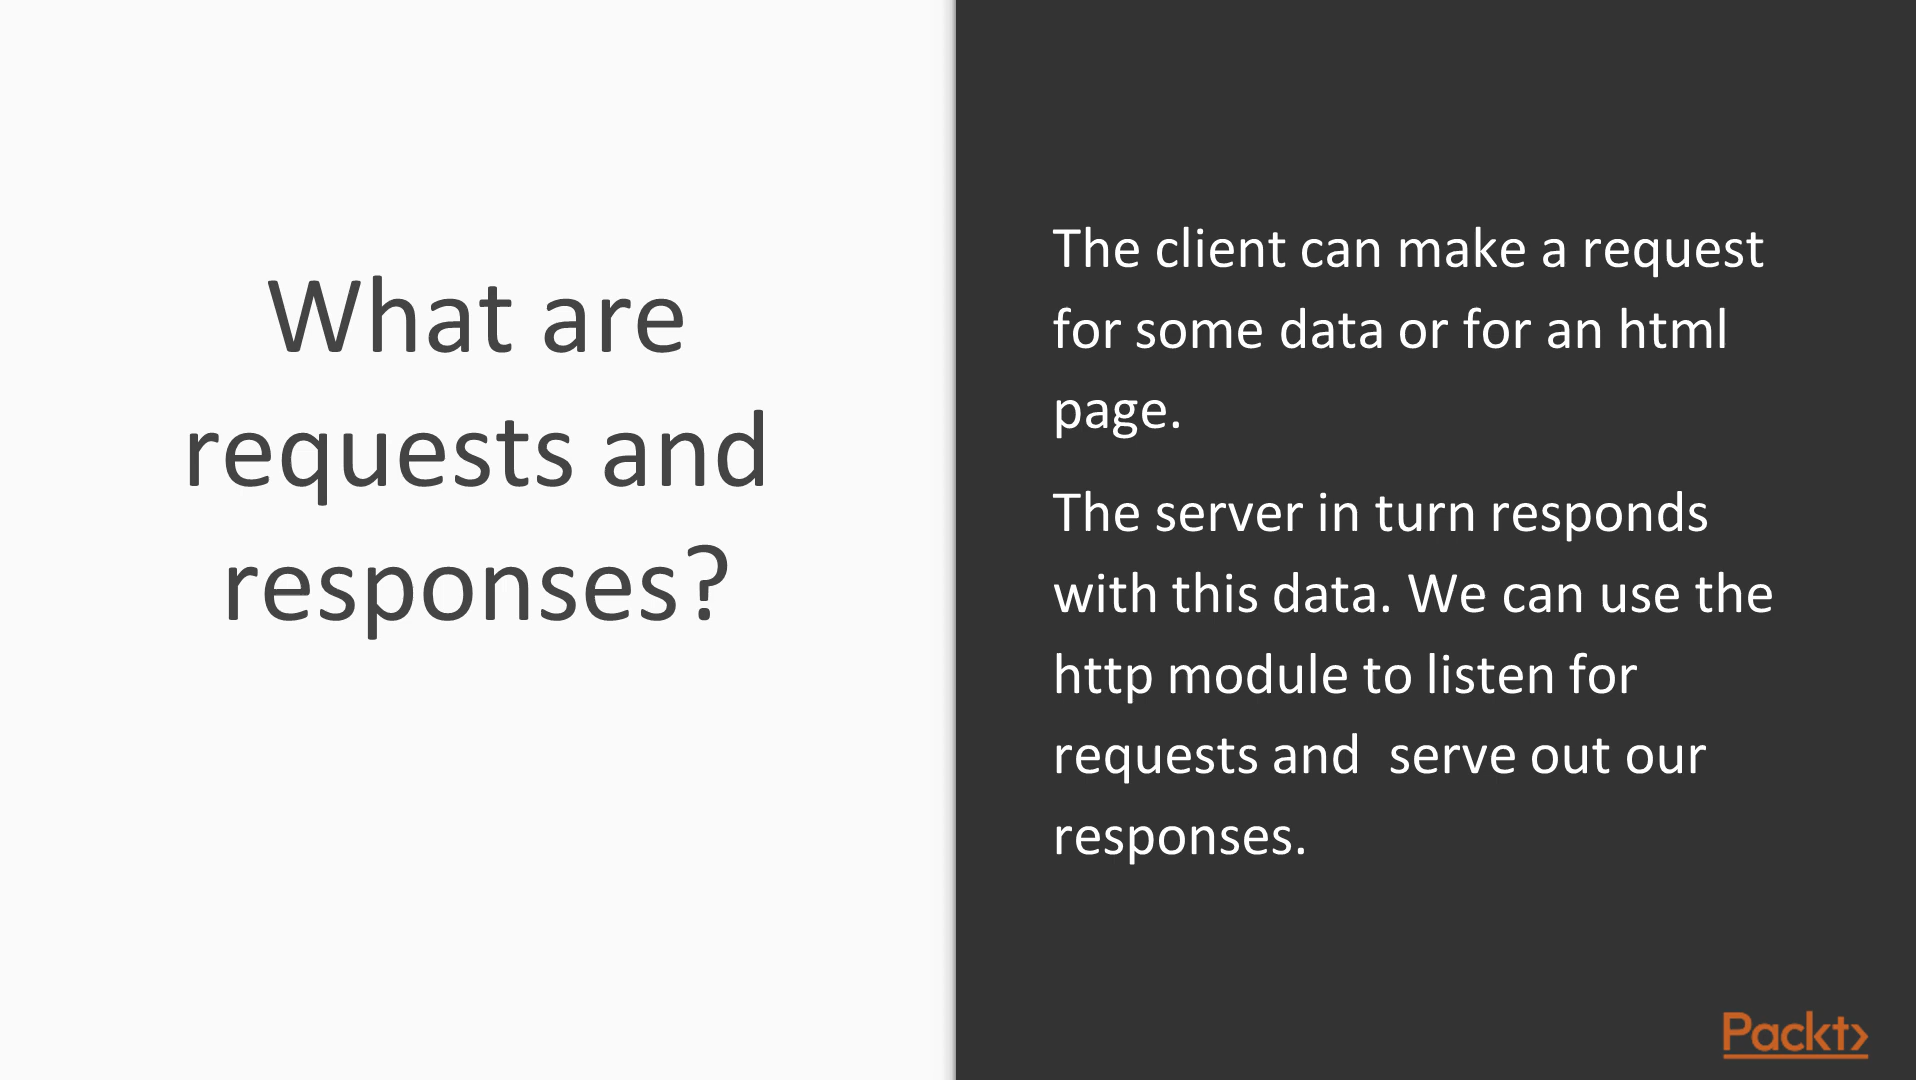 What are
requests and
responses?
The client can make a request
for some data or for an html
page.
The server in turn responds
with this data. We can use the
http module to listen for
requests and  serve out our
responses.
Packt>